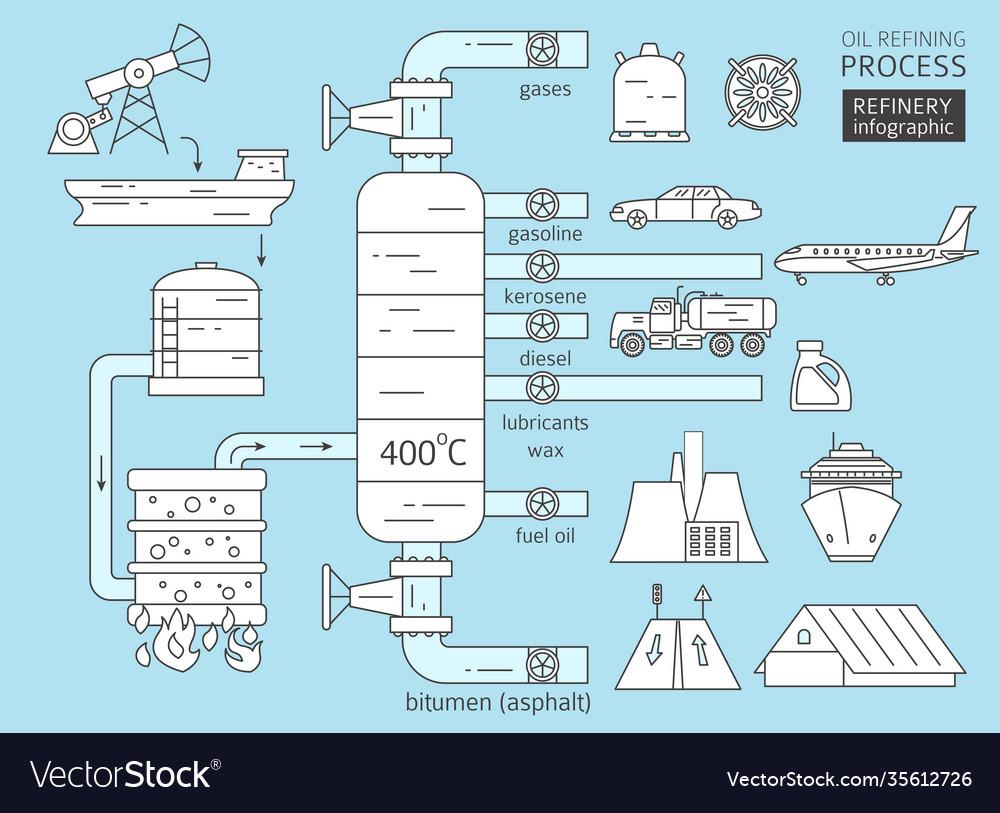 OIL REFINING
PROCESS
REFINERY
infographic
gases
gasoline
kerosene
diesel
lubricants
wax
400°C
fuel oil
bitumen (asphalt)
VectorStock®
VectorStock.com/35612726